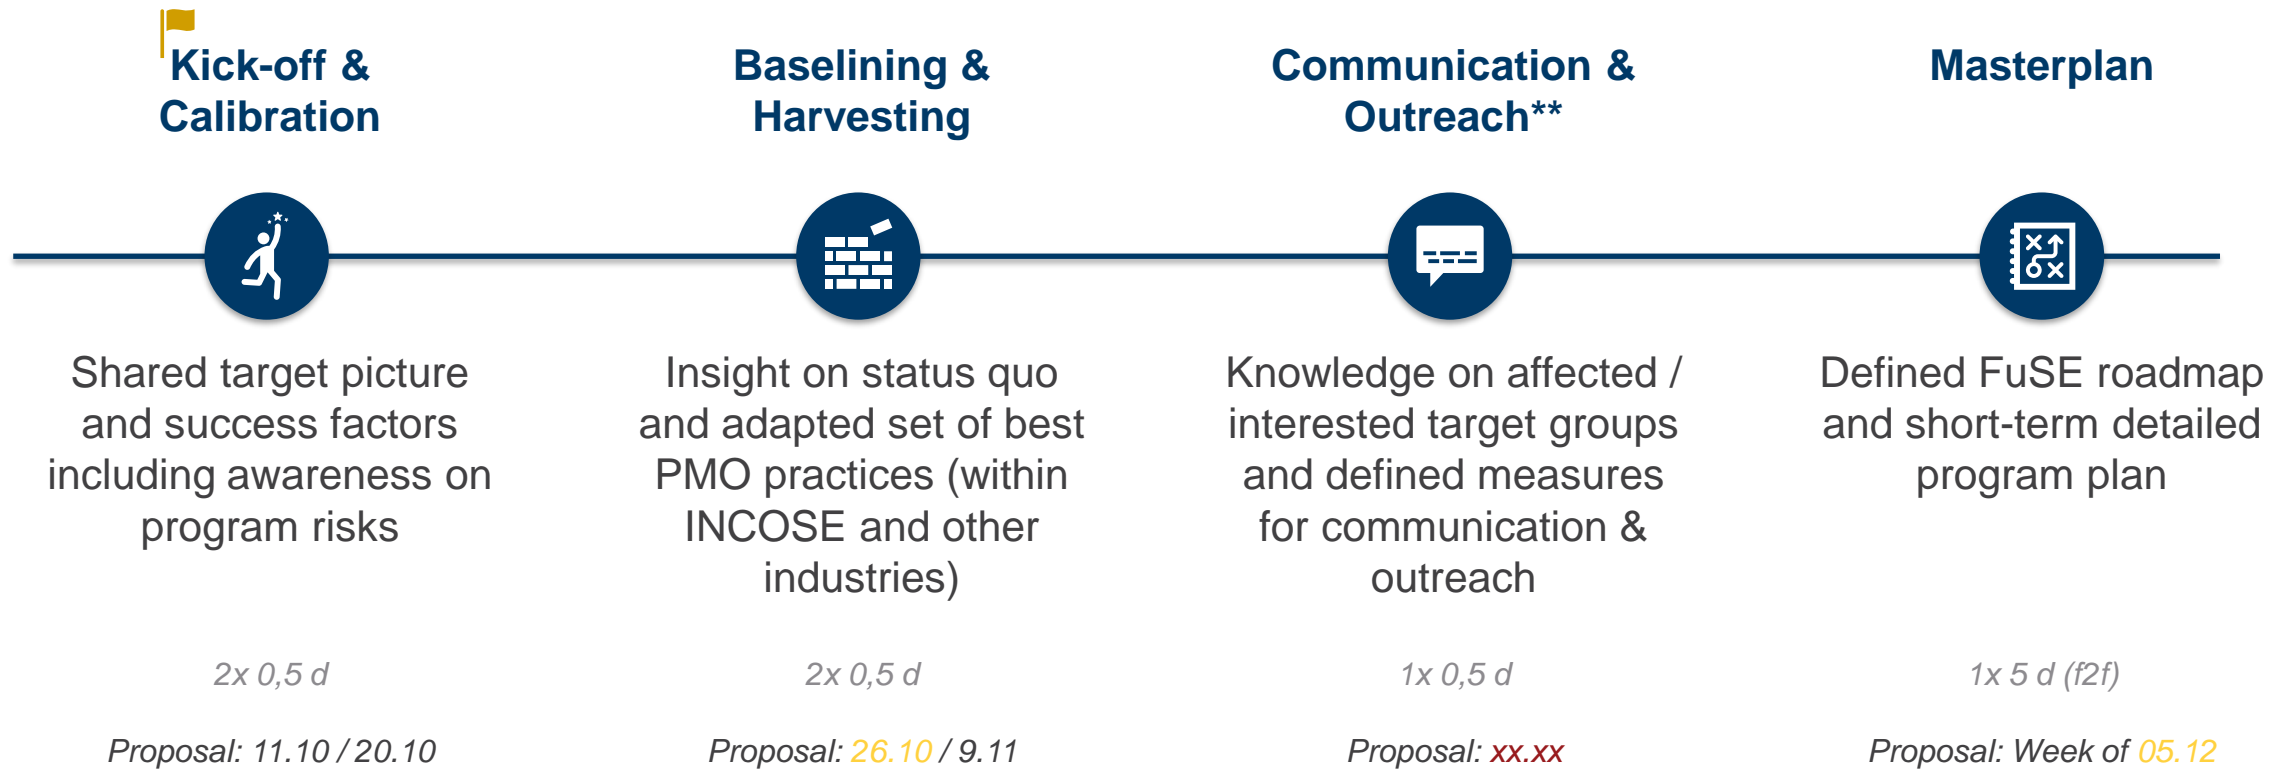 Kick-off &
Calibration
Shared target picture
and success factors
including awareness on
program risks
2x 0,5 d
Proposal: 11.10 / 20.10
Baselining &
Harvesting
Insight on status quo
and adapted set of best
PMO practices (within
INCOSE and other
industries)
2x 0,5 d
Proposal: 26.10 / 9.11
Communication &
Outreach**
Knowledge on affected /
interested target groups
and defined measures
for communication &
outreach
1x 0,5 d
Proposal: xx.xx
Masterplan
Defined FuSE roadmap
and short-term detailed
program plan
1x 5 d (f2f)
Proposal: Week of 05.12